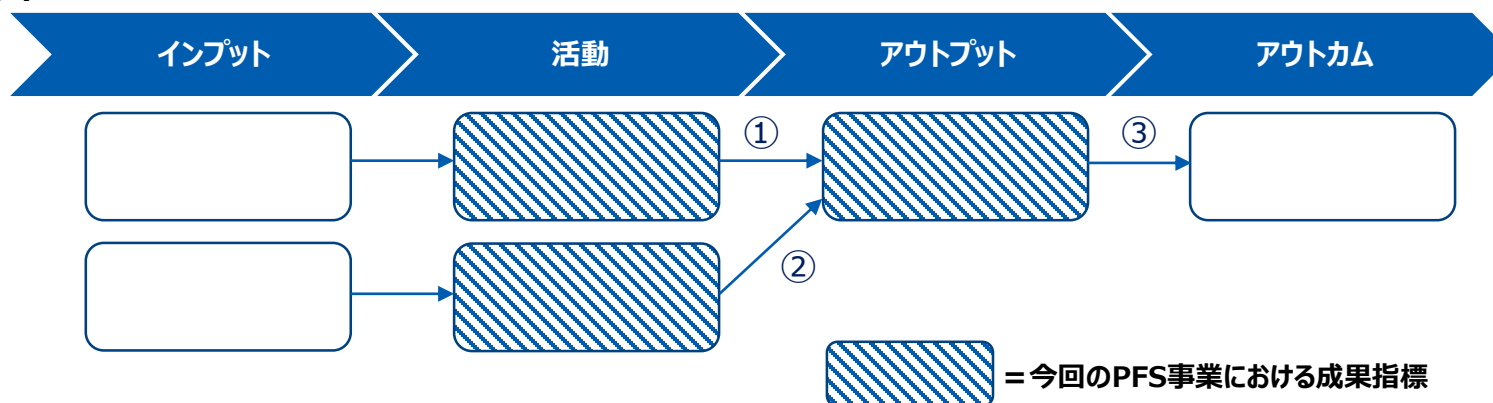 インプット
活動
アウトプット
アウトカム
①
③
②
=今回のPFS事業における成果指標